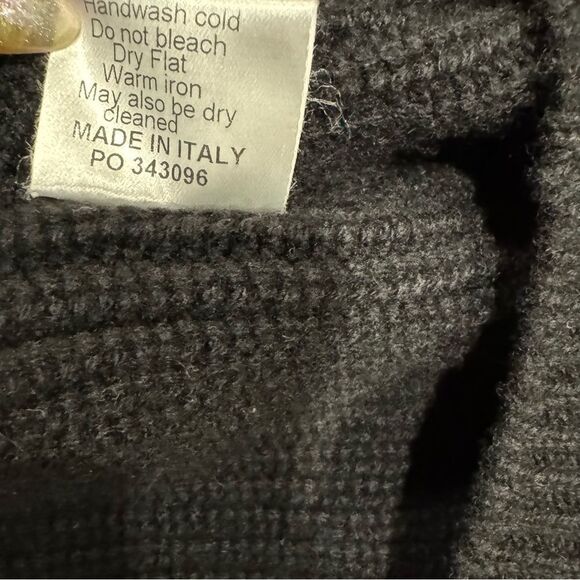 Handwash cold
Do not bleach
Dry Flat
Warm iron
May also be dry
cleaned
MADE IN ITALY
PO 343096